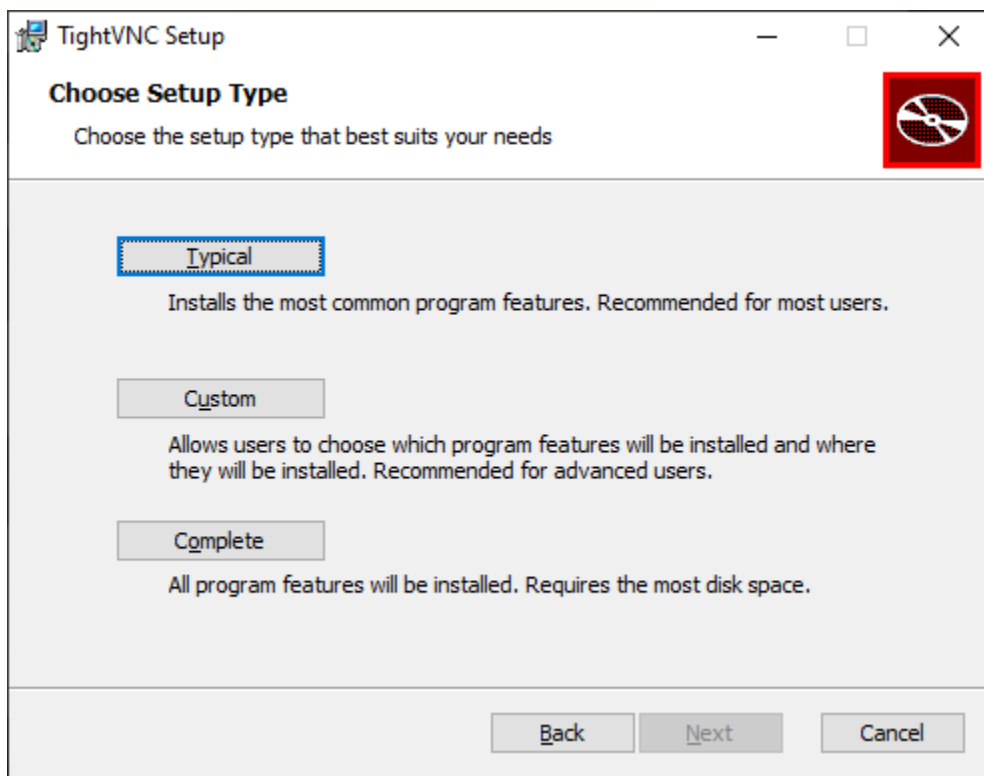 TightVNC Setup
Choose Setup Type
Choose the setup type that best suits your needs
Typical
Installs the most common program features. Recommended for most users.
Custom
Allows users to choose which program features will be installed and where
they will be installed. Recommended for advanced users.
Complete
All program features will be installed. Requires the most disk space.
Back
Next
Cancel